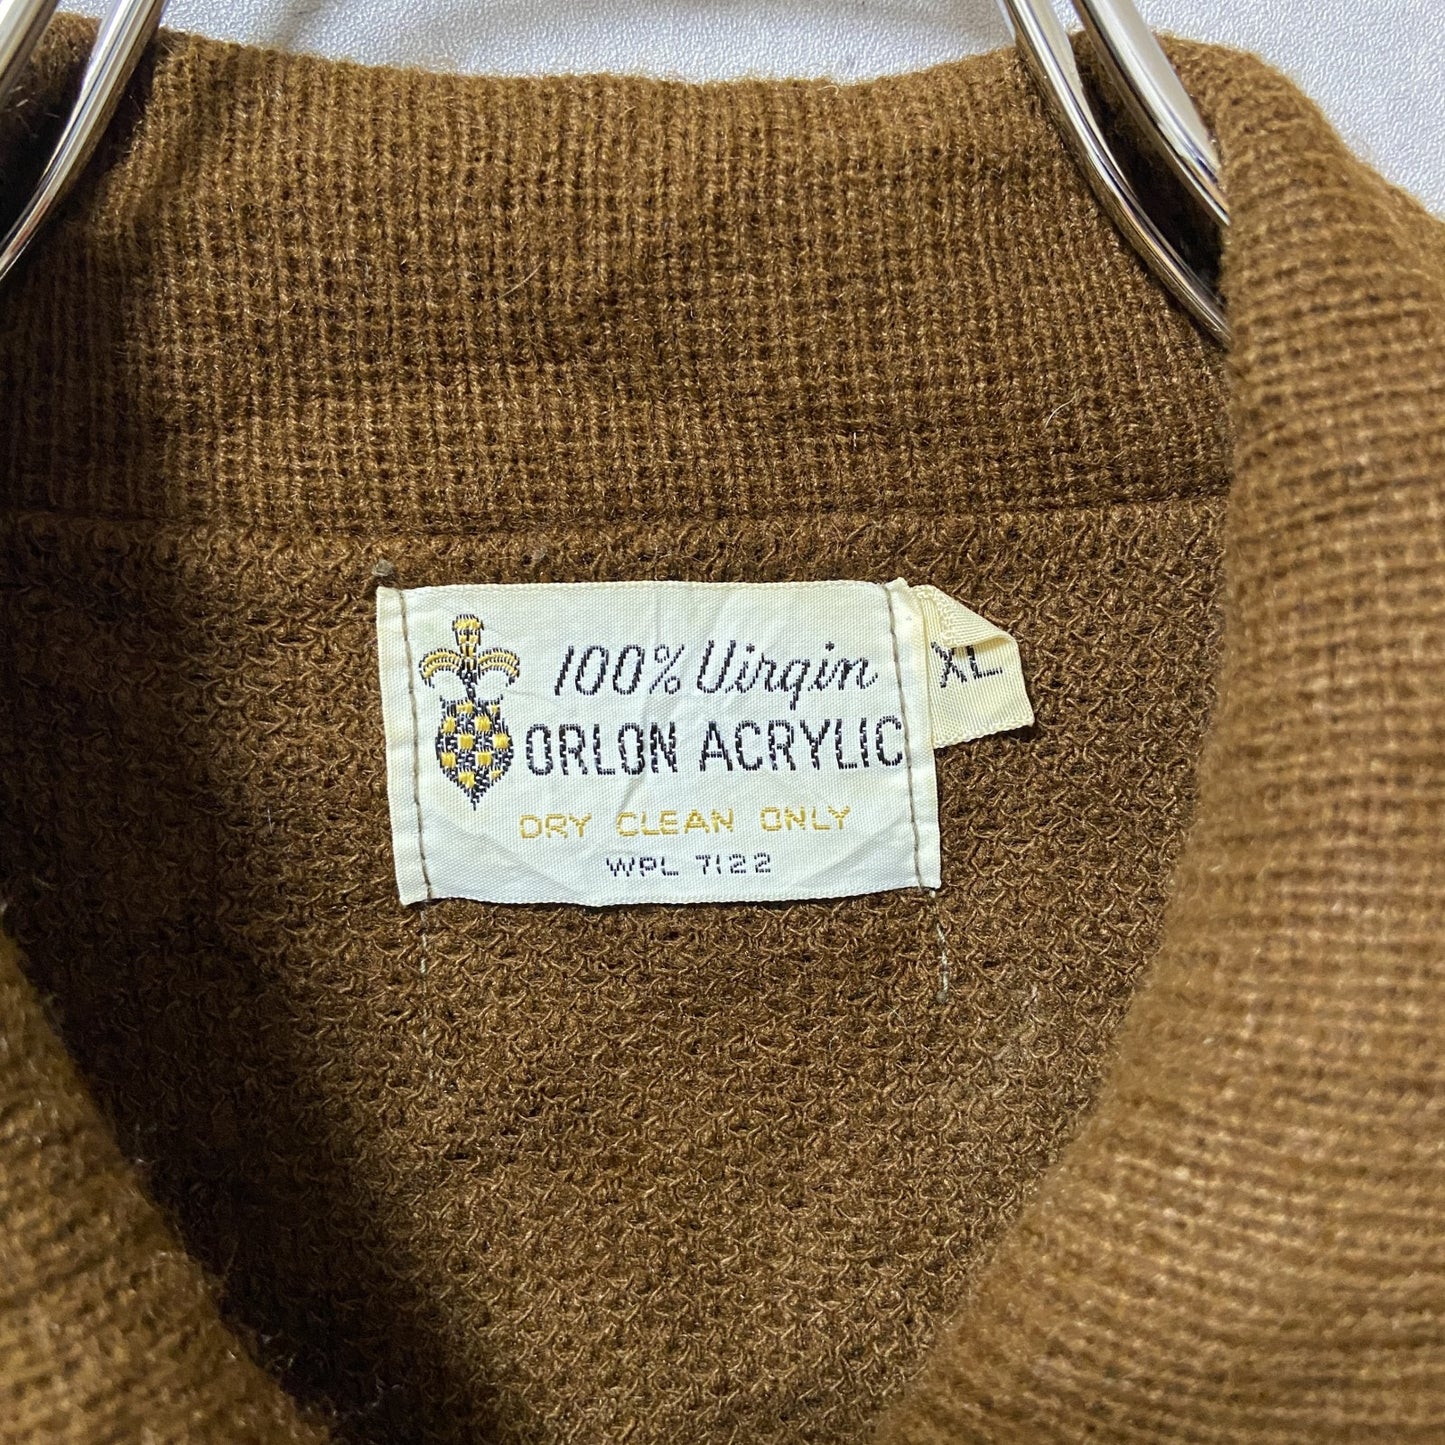 100% Virgin
ORLON ACRYLIC
DRY CLEAN ONLY
WPL 7122
XL